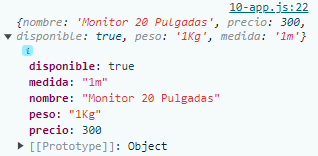 10-app.js:22
{nombre: 'Monitor 20 Pulgadas', precio: 300,
disponible: true, peso: '1Kg', medida: '1m'}
i
disponible: true
medida: "1m"
nombre: "Monitor 20 Pulgadas"
peso: "1Kg"
precio: 300
[[Prototype]]: Object